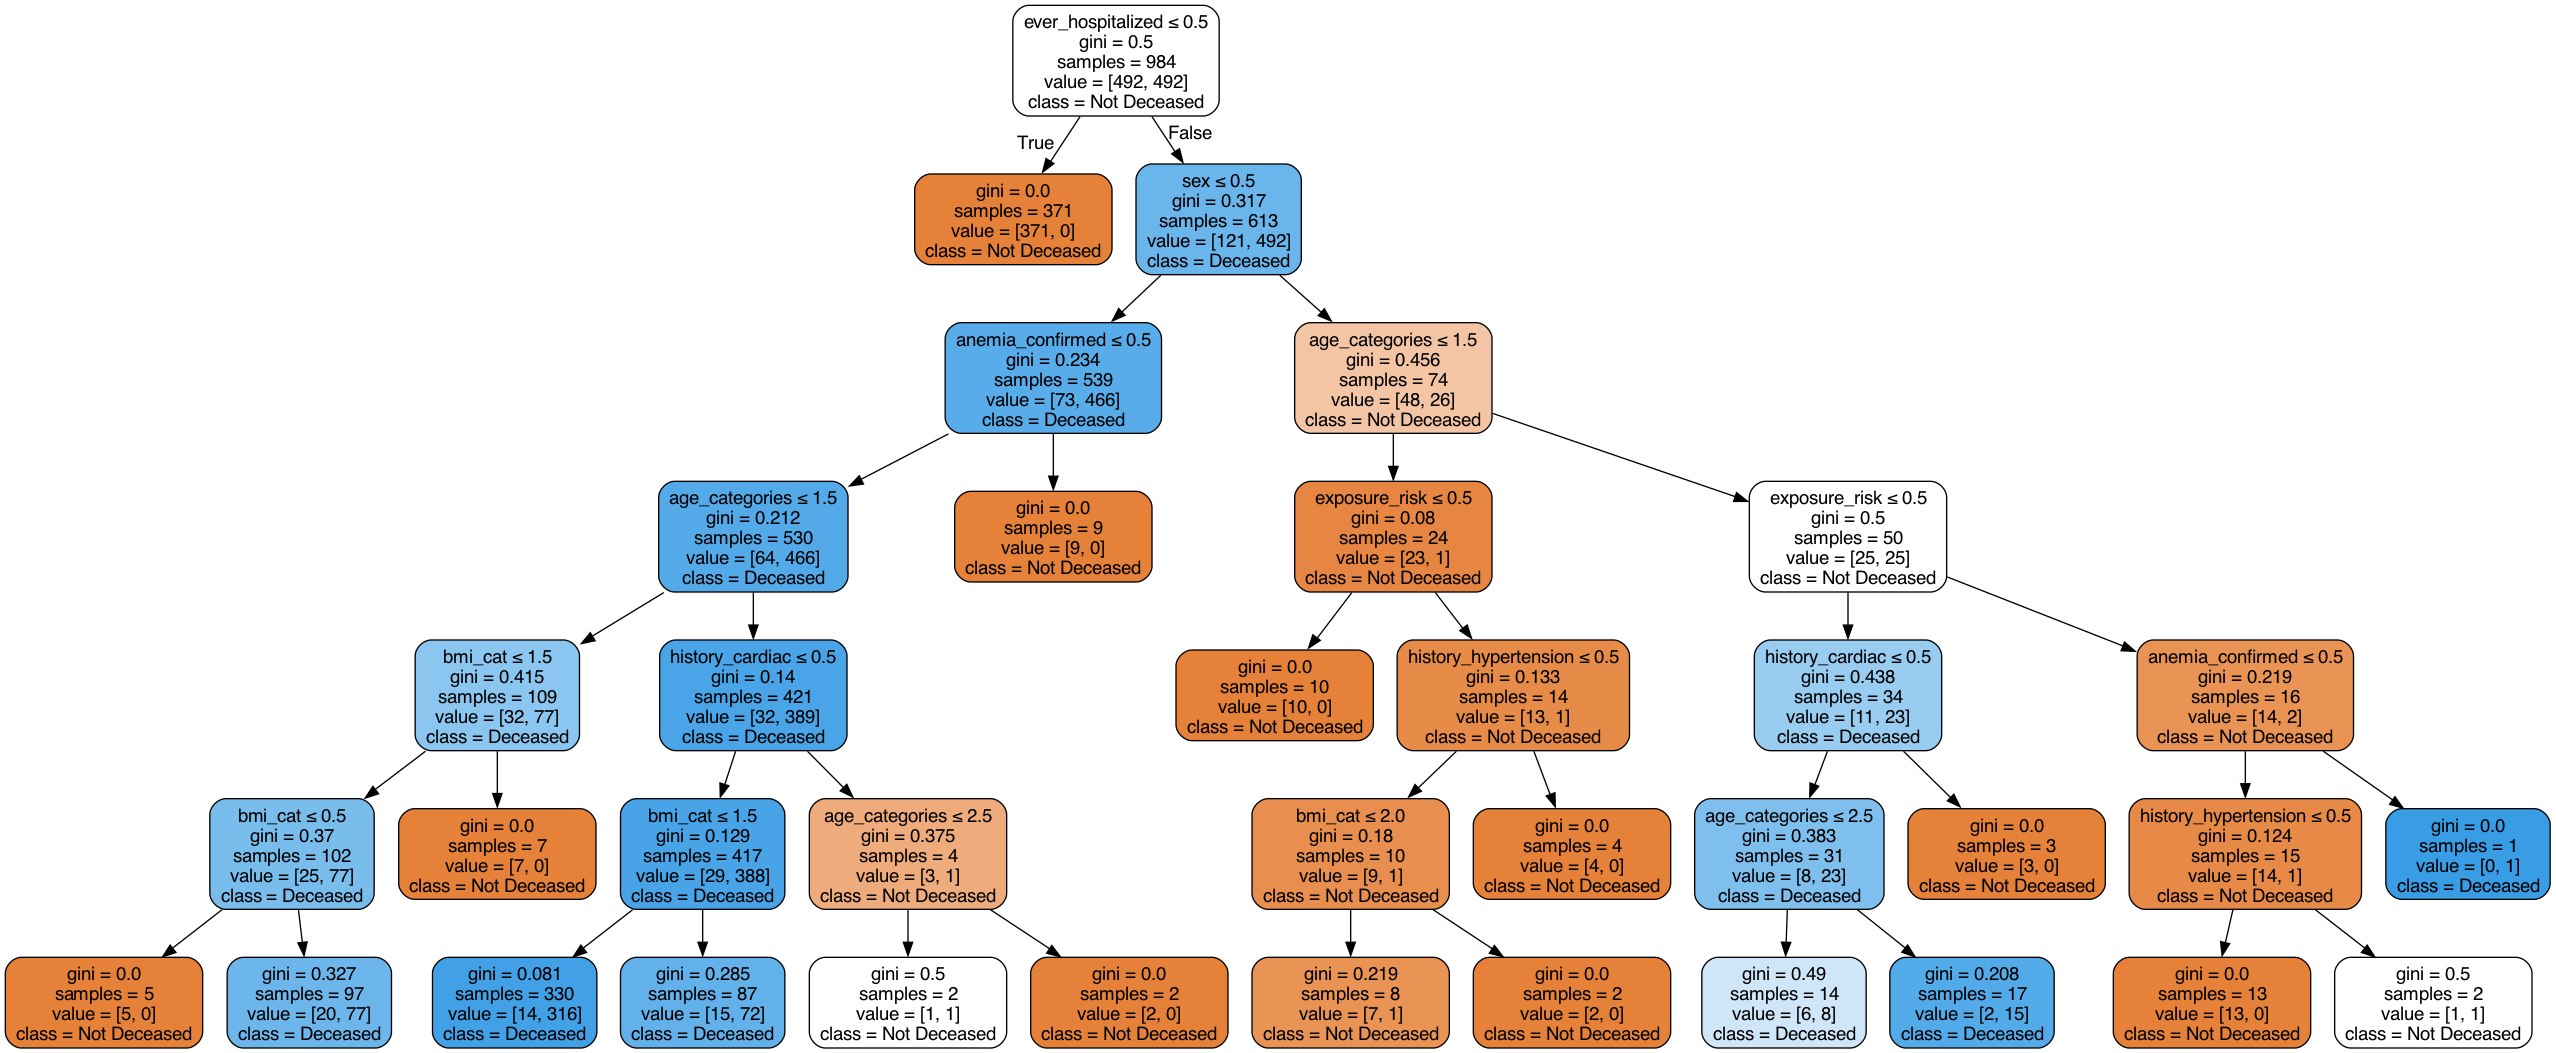 ever_hospitalized ≤ 0.5
gini = 0.5
samples = 984
value = [492, 492]
class = Not Deceased
True
False
gini = 0.0
samples = 371
value = [371, 0]
class = Not Deceased
sex ≤ 0.5
gini = 0.317
samples = 613
value = [121, 492]
class = Deceased
anemia_confirmed ≤ 0.5
gini = 0.234
samples = 539
value = [73, 466]
class = Deceased
age_categories ≤ 1.5
gini = 0.456
samples = 74
value = [48, 26]
class = Not Deceased
age_categories ≤ 1.5
gini = 0.212
samples = 530
value = [64, 466]
class = Deceased
gini = 0.0
samples = 9
value = [9, 0]
class = Not Deceased
exposure_risk ≤ 0.5
gini = 0.08
samples = 24
value = [23, 1]
class = Not Deceased
exposure_risk ≤ 0.5
gini = 0.5
samples = 50
value = [25, 25]
class = Not Deceased
bmi_cat ≤ 1.5
gini = 0.415
samples = 109
value = [32, 77]
class = Deceased
history_cardiac ≤ 0.5
gini = 0.14
samples = 421
value = [32, 389]
class = Deceased
gini = 0.0
samples = 10
value = [10, 0]
class = Not Deceased
history_hypertension ≤ 0.5
gini = 0.133
samples = 14
value = [13, 1]
class = Not Deceased
history_cardiac ≤ 0.5
gini = 0.438
samples = 34
value = [11, 23]
class = Deceased
anemia_confirmed ≤ 0.5
gini = 0.219
samples = 16
value = [14, 2]
class = Not Deceased
bmi_cat ≤ 0.5
gini = 0.37
samples = 102
value = [25, 77]
class = Deceased
gini = 0.0
samples = 7
value = [7, 0]
class = Not Deceased
bmi_cat ≤ 1.5
gini = 0.129
samples = 417
value = [29, 388]
class = Deceased
age_categories ≤ 2.5
gini = 0.375
samples = 4
value = [3, 1]
class = Not Deceased
bmi_cat ≤ 2.0
gini = 0.18
samples = 10
value = [9, 1]
class = Not Deceased
gini = 0.0
samples = 4
value = [4, 0]
class = Not Deceased
age_categories ≤ 2.5
gini = 0.383
samples = 31
value = [8, 23]
class = Deceased
gini = 0.0
samples = 3
value = [3, 0]
class = Not Deceased
history_hypertension ≤ 0.5
gini = 0.124
samples = 15
value = [14, 1]
class = Not Deceased
gini = 0.0
samples = 1
value = [0, 1]
class = Deceased
gini = 0.0
samples = 5
value = [5, 0]
class = Not Deceased
gini = 0.327
samples = 97
value = [20, 77]
class = Deceased
gini = 0.081
samples = 330
value = [14, 316]
class = Deceased
gini = 0.285
samples = 87
value = [15, 72]
class = Deceased
gini = 0.5
samples = 2
value = [1, 1]
class = Not Deceased
gini = 0.0
samples = 2
value = [2, 0]
class = Not Deceased
gini = 0.219
samples = 8
value = [7, 1]
class = Not Deceased
gini = 0.0
samples = 2
value = [2, 0]
class = Not Deceased
gini = 0.49
samples = 14
value = [6, 8]
class = Deceased
gini = 0.208
samples = 17
value = [2, 15]
class = Deceased
gini = 0.0
samples = 13
value = [13, 0]
class = Not Deceased
gini = 0.5
samples = 2
value = [1, 1]
class = Not Deceased